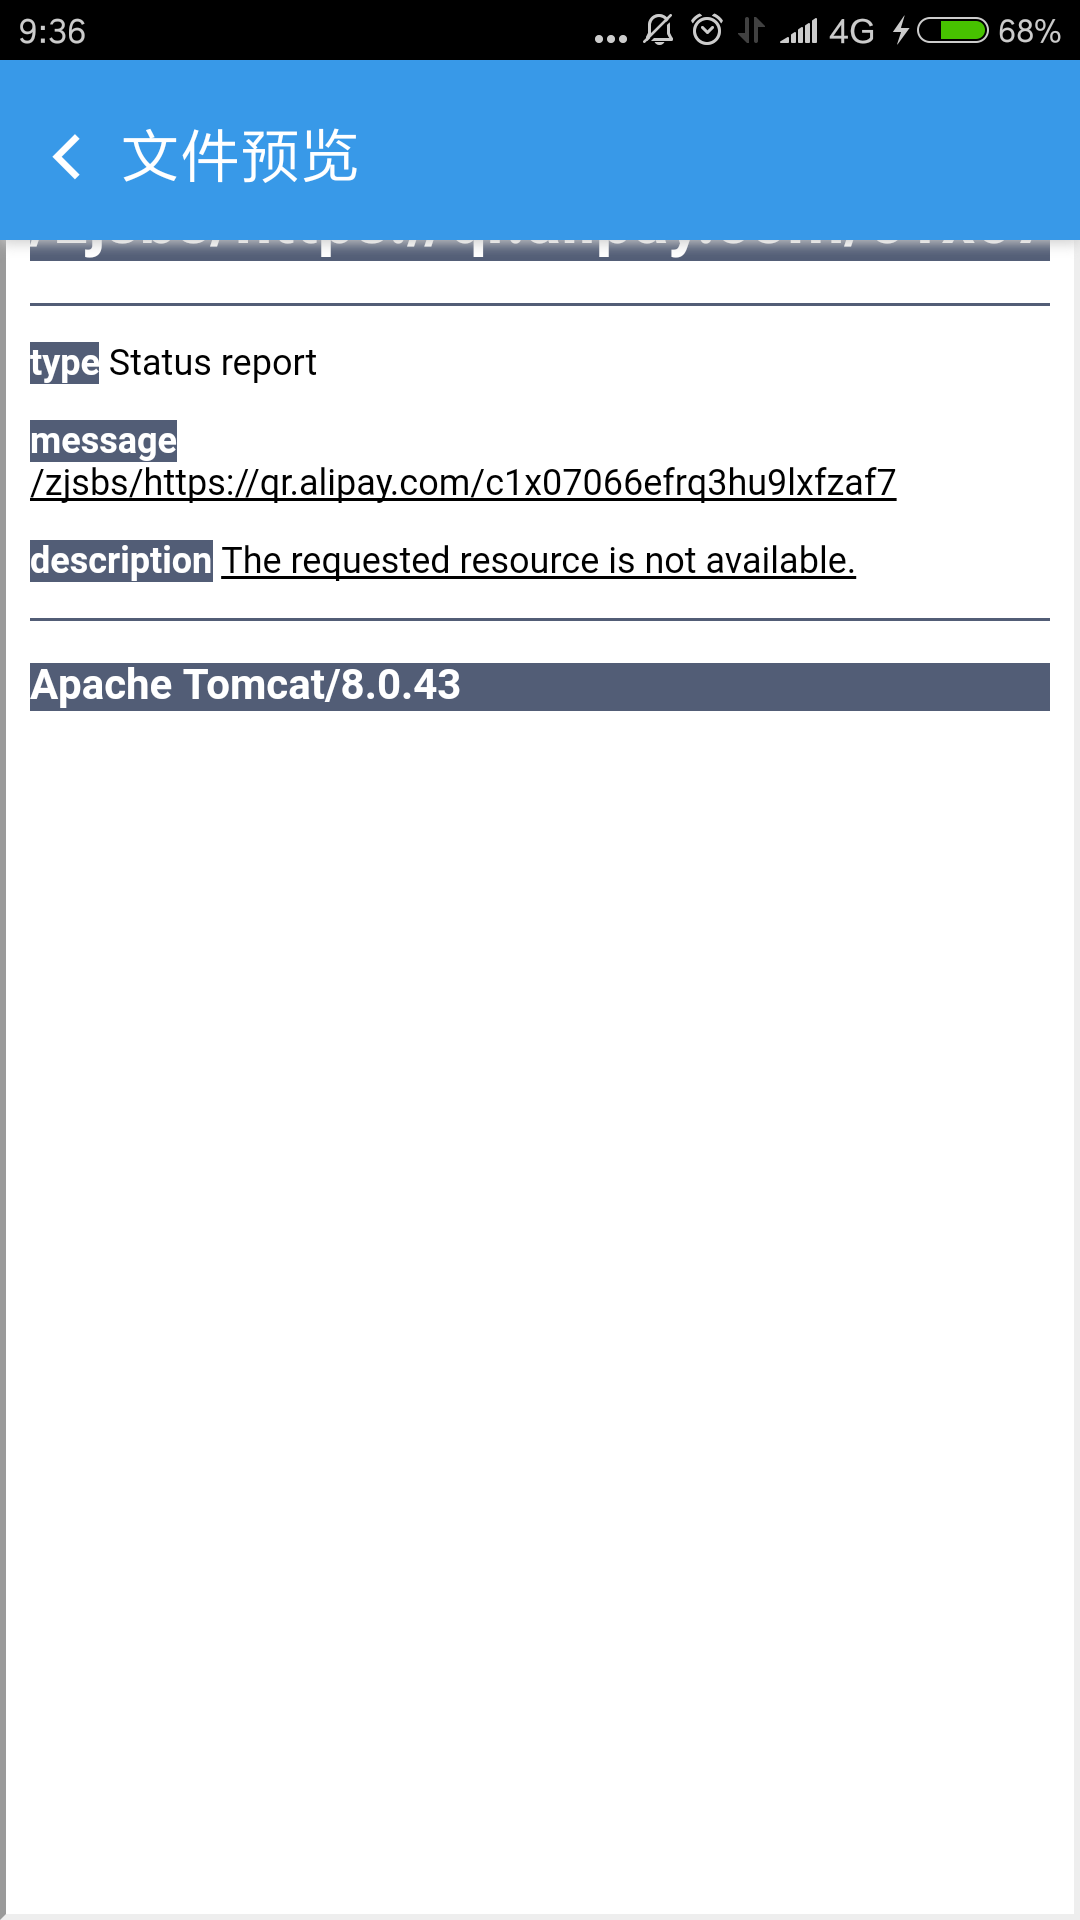 9:36 ... 4G 68%
文件预览
type Status report
message
/zjsbs/https://qr.alipay.com/c1x07066efrq3hu9lxfzaf7
description The requested resource is not available.
Apache Tomcat/8.0.43